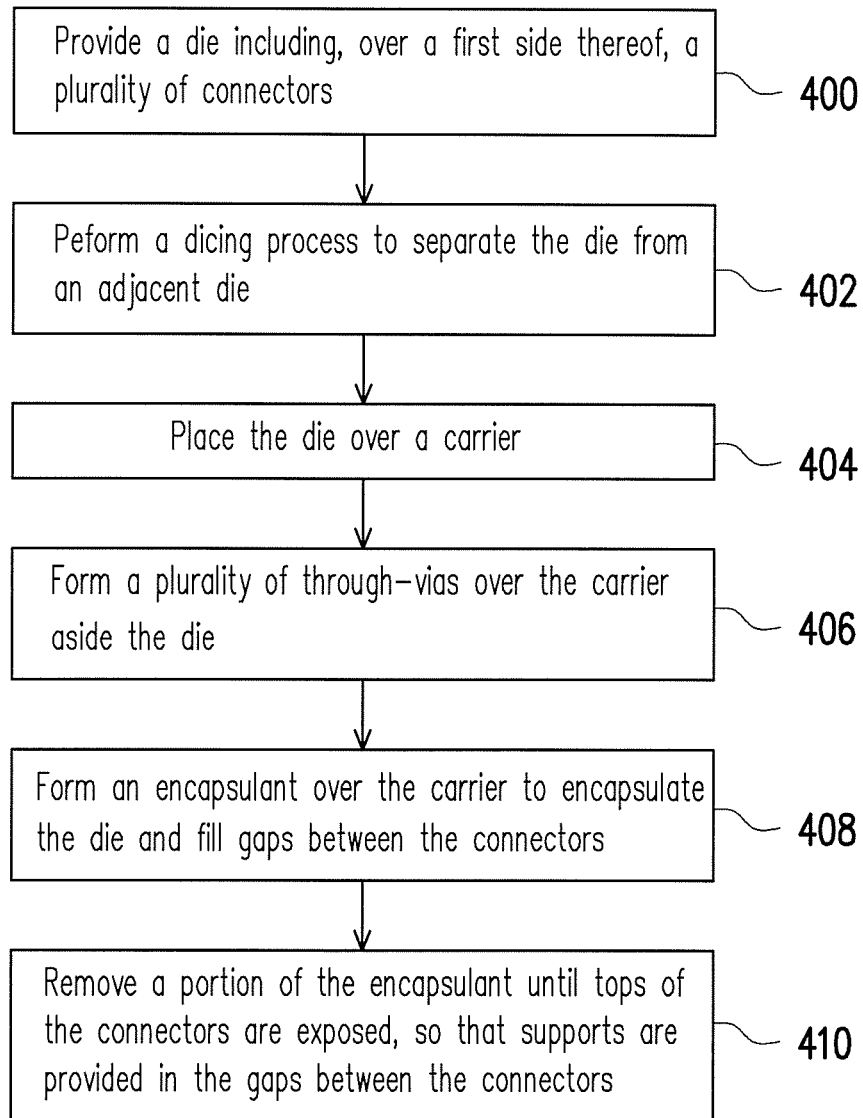 Provide a die including, over a first side thereof, a
plurality of connectors
400
Peform a dicing process to separate the die from
an adjacent die
402
Place the die over a carrier
404
Form a plurality of through-vias over the carrier
aside the die
406
Form an encapsulant over the carrier to encapsulate
the die and fill gaps between the connectors
408
Remove a portion of the encapsulant until tops of
the connectors are exposed, so that supports are
provided in the gaps between the connectors
410